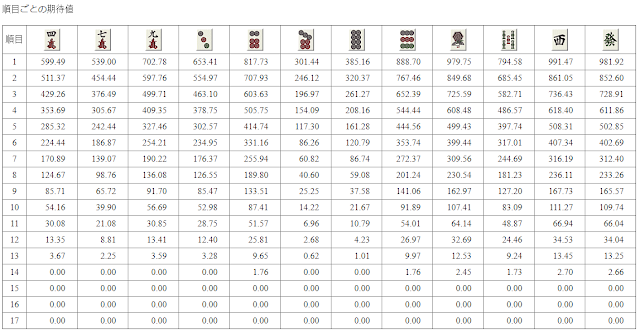 順目ごとの期待値
順目 四萬 七萬 九萬 西 發
1 599.49 539.00 702.78 653.41 817.73 301.44 385.16 888.70 979.75 794.58 991.47 981.92
2 511.37 454.44 597.76 554.97 707.93 246.12 320.37 767.46 849.68 685.45 861.05 852.60
3 429.26 376.49 499.71 463.10 603.63 196.97 261.27 652.39 725.59 582.71 736.43 728.91
4 353.69 305.67 409.35 378.75 505.75 154.09 208.16 544.44 608.48 486.57 618.40 611.86
5 285.32 242.44 327.46 302.57 414.74 117.30 161.28 444.56 499.43 397.74 508.31 502.85
6 224.44 186.87 254.21 234.95 331.16 86.26 120.79 353.74 399.44 317.01 407.34 402.69
7 170.89 139.07 190.22 176.37 255.94 60.82 86.74 272.37 309.56 244.69 316.19 312.40
8 124.67 98.76 136.08 126.55 189.80 40.60 59.08 201.24 230.54 181.23 236.11 233.26
9 85.71 65.72 91.70 85.47 133.51 25.25 37.58 141.06 162.97 127.20 167.73 165.57
10 54.16 39.90 56.69 52.98 87.41 14.22 21.67 91.89 107.41 83.09 111.27 109.74
11 30.08 21.08 30.85 28.75 51.57 6.96 10.79 54.01 64.14 48.87 66.94 66.04
12 13.35 8.81 13.41 12.40 25.81 2.68 4.23 26.97 32.69 24.46 34.53 34.04
13 3.67 2.25 3.59 3.28 9.65 0.62 1.01 9.97 12.53 9.24 13.45 13.25
14 0.00 0.00 0.00 0.00 1.76 0.00 0.00 1.76 2.45 1.73 2.70 2.66
15 0.00 0.00 0.00 0.00 0.00 0.00 0.00 0.00 0.00 0.00 0.00 0.00
16 0.00 0.00 0.00 0.00 0.00 0.00 0.00 0.00 0.00 0.00 0.00 0.00
17 0.00 0.00 0.00 0.00 0.00 0.00 0.00 0.00 0.00 0.00 0.00 0.00